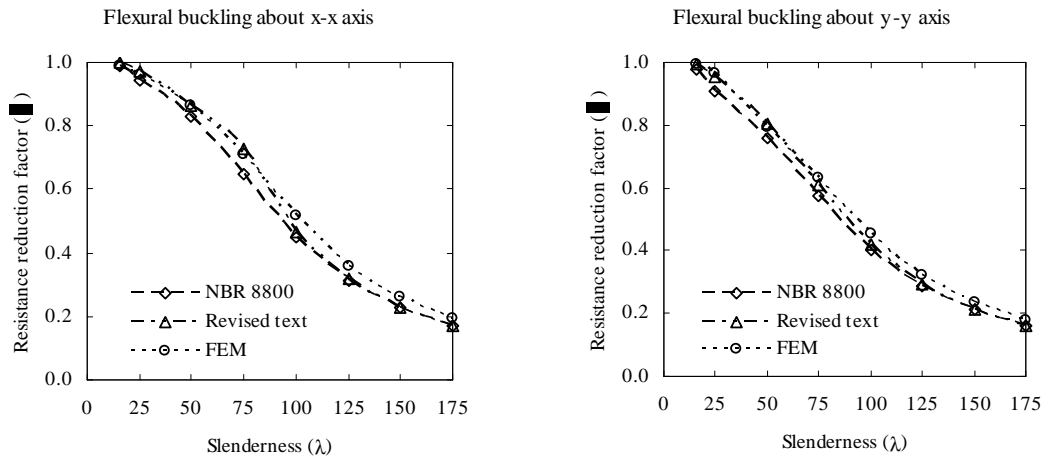 Flexural buckling about x-x axis
Resistance reduction factor ( )
1.0
0.8
0.6
0.4
0.2
0.0
NBR 8800
Revised text
FEM
0 25 50 75 100 125 150 175
Slenderness (λ)
Flexural buckling about y-y axis
Resistance reduction factor ( )
1.0
0.8
0.6
0.4
0.2
0.0
NBR 8800
Revised text
FEM
0 25 50 75 100 125 150 175
Slenderness (λ)